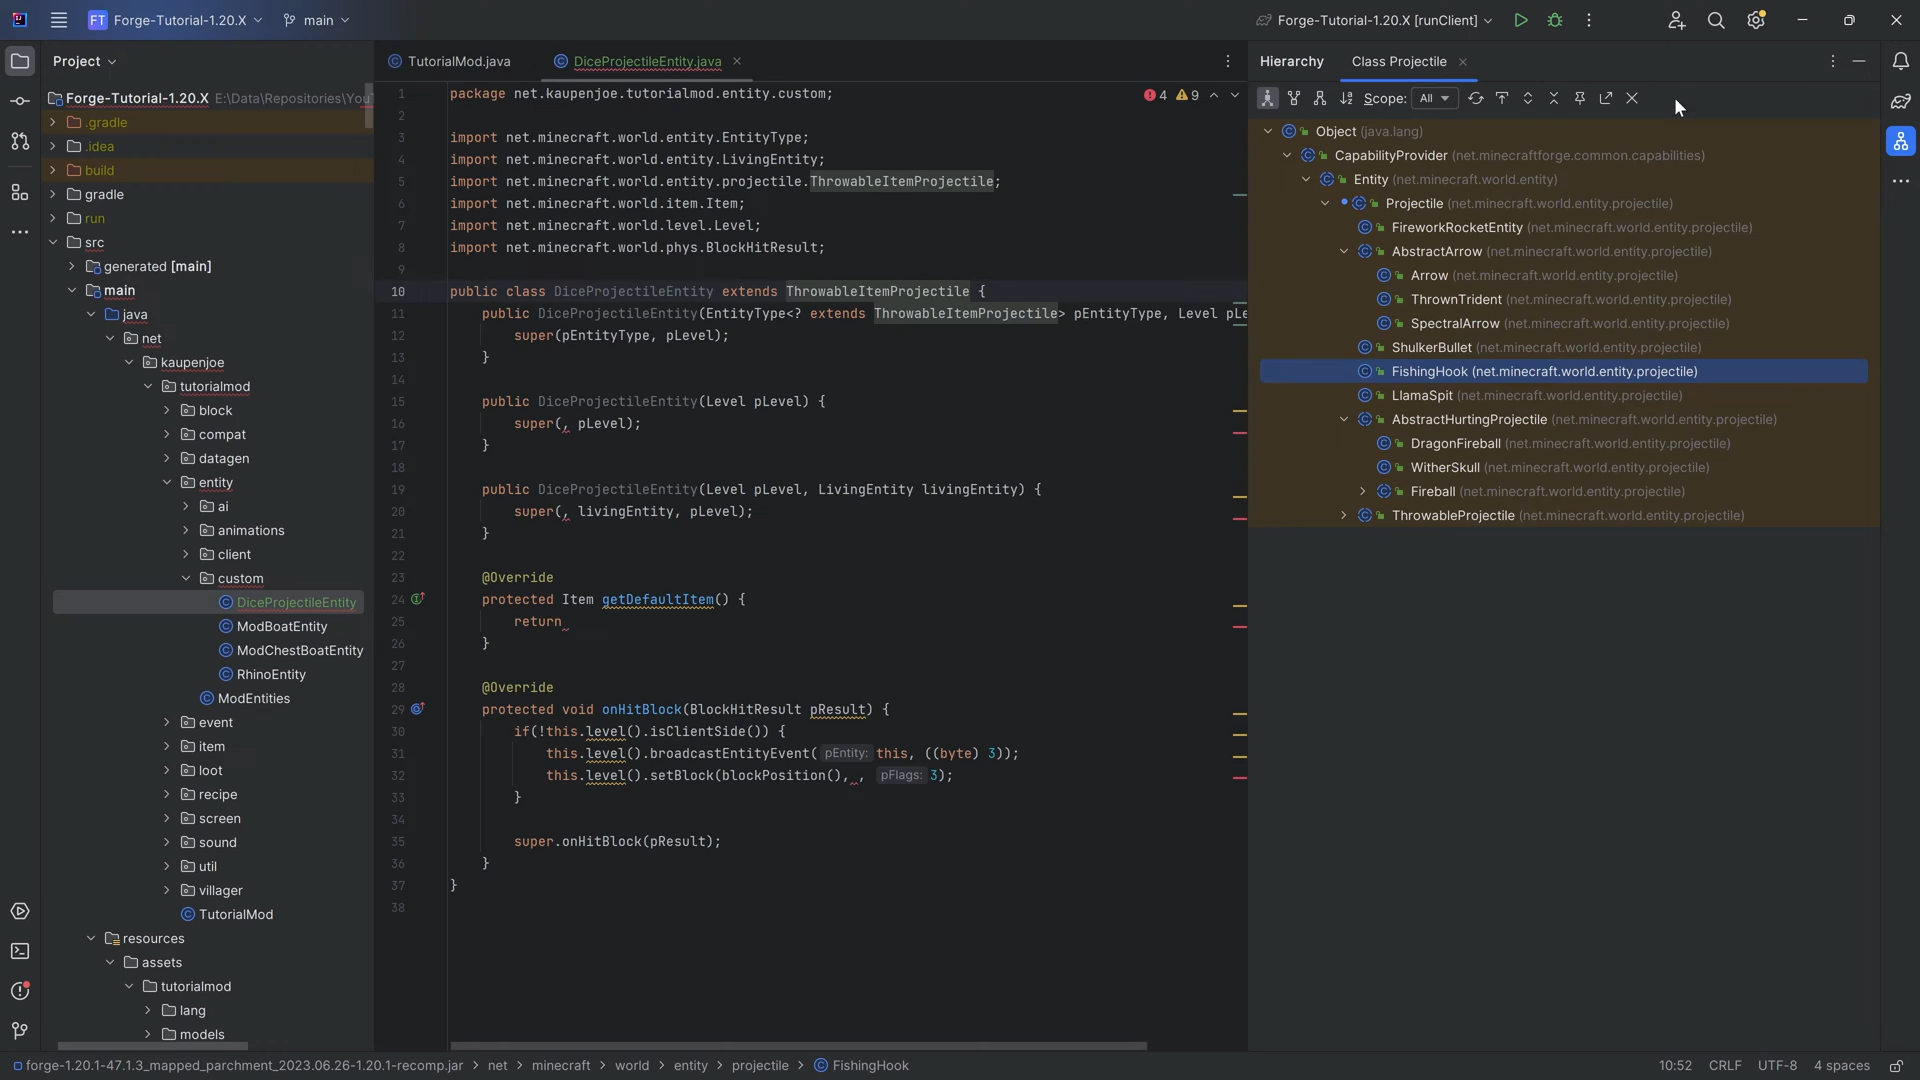 FT Forge-Tutorial-1.20.X main Forge-Tutorial-1.20.X [runClient]
Project
Forge-Tutorial-1.20.X E:\Data\Repositories\You
.gradle
.idea
build
gradle
run
src
generated [main]
main
java
net
kaupenjoe
tutorialmod
block
compat
datagen
entity
ai
animations
client
custom
DiceProjectileEntity
ModBoatEntity
ModChestBoatEntity
RhinoEntity
ModEntities
event
item
loot
recipe
screen
sound
util
villager
TutorialMod
resources
assets
tutorialmod
lang
models
TutorialMod.java DiceProjectileEntity.java
4 9
1 package net.kaupenjoe.tutorialmod.entity.custom;
2
3 import net.minecraft.world.entity.EntityType;
4 import net.minecraft.world.entity.LivingEntity;
5 import net.minecraft.world.entity.projectile.ThrowableItemProjectile;
6 import net.minecraft.world.item.Item;
7 import net.minecraft.world.level.Level;
8 import net.minecraft.world.phys.BlockHitResult;
9
10 public class DiceProjectileEntity extends ThrowableItemProjectile {
11 public DiceProjectileEntity(EntityType<? extends ThrowableItemProjectile> pEntityType, Level pLe
12 super(pEntityType, pLevel);
13 }
14
15 public DiceProjectileEntity(Level pLevel) {
16 super(, pLevel);
17 }
18
19 public DiceProjectileEntity(Level pLevel, LivingEntity livingEntity) {
20 super(, livingEntity, pLevel);
21 }
22
23 @Override
24 protected Item getDefaultItem() {
25 return
26 }
27
28 @Override
29 protected void onHitBlock(BlockHitResult pResult) {
30 if(!this.level().isClientSide()) {
31 this.level().broadcastEntityEvent( pEntity: this, ((byte) 3));
32 this.level().setBlock(blockPosition(), , pFlags: 3);
33 }
34
35 super.onHitBlock(pResult);
36 }
37 }
38
Hierarchy Class Projectile
Scope: All
Object (java.lang)
CapabilityProvider (net.minecraftforge.common.capabilities)
Entity (net.minecraft.world.entity)
Projectile (net.minecraft.world.entity.projectile)
FireworkRocketEntity (net.minecraft.world.entity.projectile)
AbstractArrow (net.minecraft.world.entity.projectile)
Arrow (net.minecraft.world.entity.projectile)
ThrownTrident (net.minecraft.world.entity.projectile)
SpectralArrow (net.minecraft.world.entity.projectile)
ShulkerBullet (net.minecraft.world.entity.projectile)
FishingHook (net.minecraft.world.entity.projectile)
LlamaSpit (net.minecraft.world.entity.projectile)
AbstractHurtingProjectile (net.minecraft.world.entity.projectile)
DragonFireball (net.minecraft.world.entity.projectile)
WitherSkull (net.minecraft.world.entity.projectile)
Fireball (net.minecraft.world.entity.projectile)
ThrowableProjectile (net.minecraft.world.entity.projectile)
forge-1.20.1-47.1.3_mapped_parchment_2023.06.26-1.20.1-recomp.jar > net > minecraft > world > entity > projectile > FishingHook 10:52 CRLF UTF-8 4 spaces